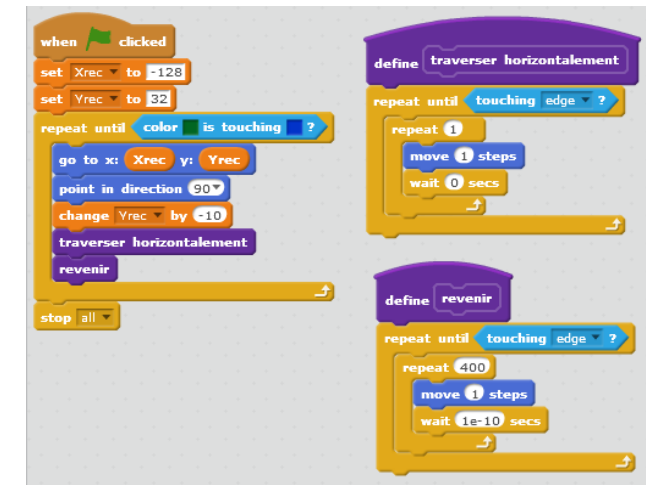 when clicked
set Xrec to -128
set Yrec to 32
repeat until color is touching ?
go to x: Xrec y: Yrec
point in direction 90
change Yrec by -10
traverser horizontalement
revenir
stop all
define traverser horizontalement
repeat until touching edge ?
repeat 1
move 1 steps
wait 0 secs
define revenir
repeat until touching edge ?
repeat 400
move 1 steps
wait 1e-10 secs